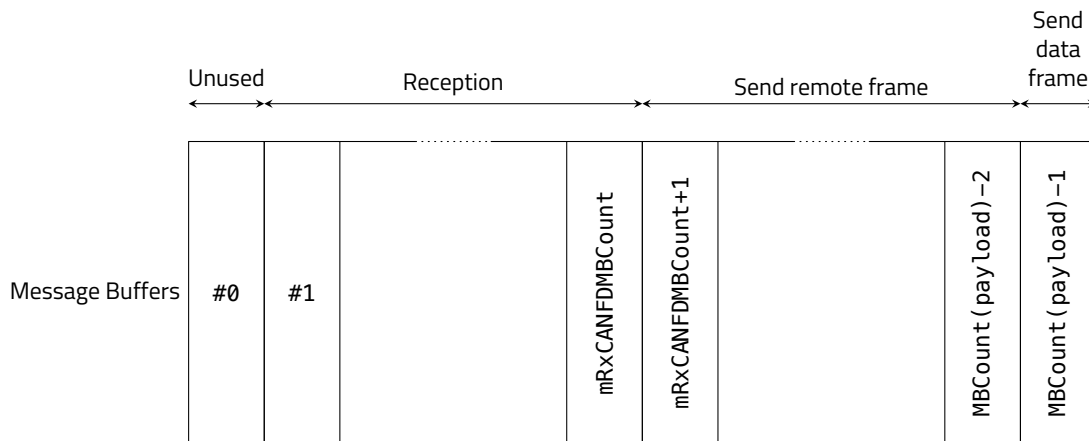 Send
data
frame
Unused
Reception
Send remote frame
Message Buffers
#0
#1
mRxCANFDMBCount
mRxCANFDMBCount+1
MBCount(payload)-2
MBCount(payload)-1